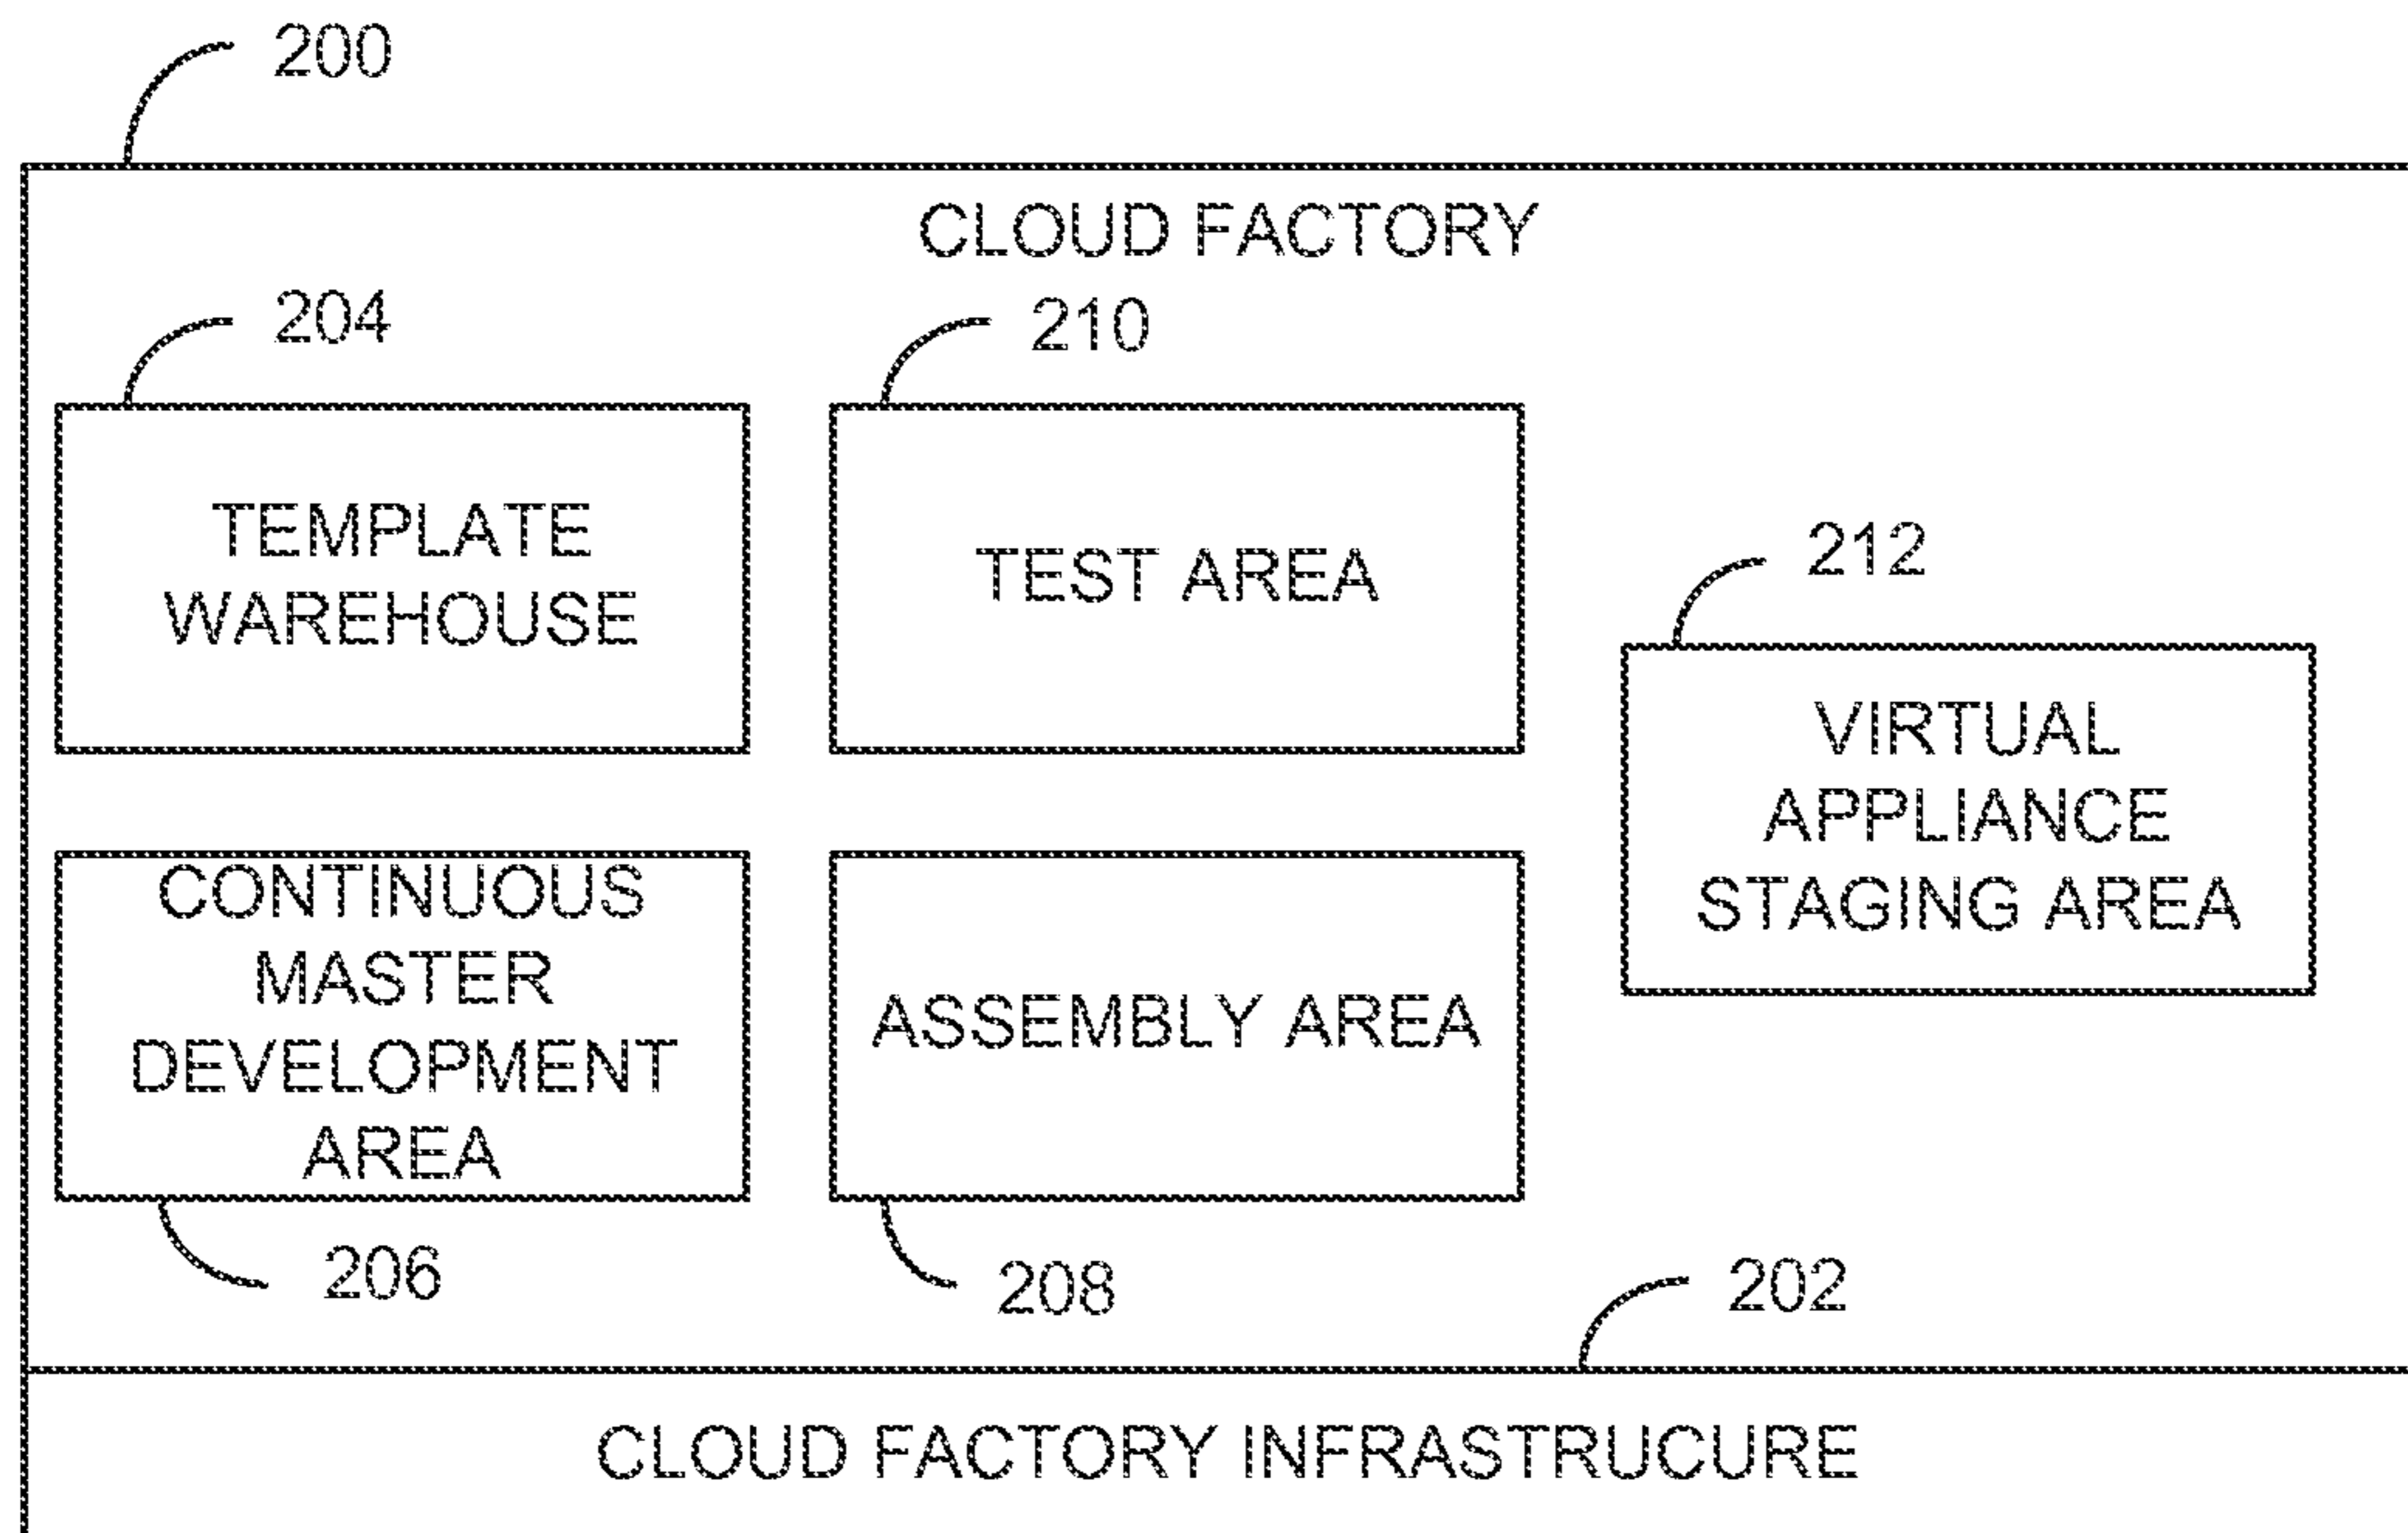 200
CLOUD FACTORY
204
210
TEMPLATE
WAREHOUSE
TEST AREA
212
VIRTUAL
APPLIANCE
STAGING AREA
CONTINUOUS
MASTER
DEVELOPMENT
AREA
ASSEMBLY AREA
206
208
202
CLOUD FACTORY INFRASTRUCURE